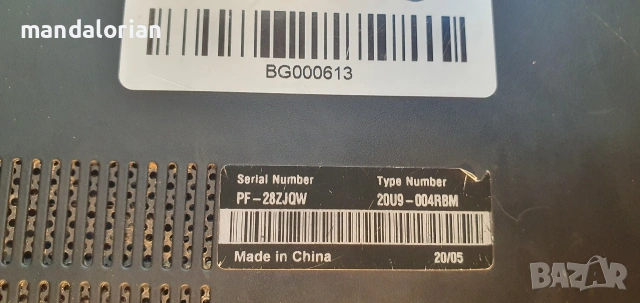 mandalorian
BG000613
Serial Number Type Number
PF-28ZJQW 20U9-004RBM
Made in China 20/05
BAZAR